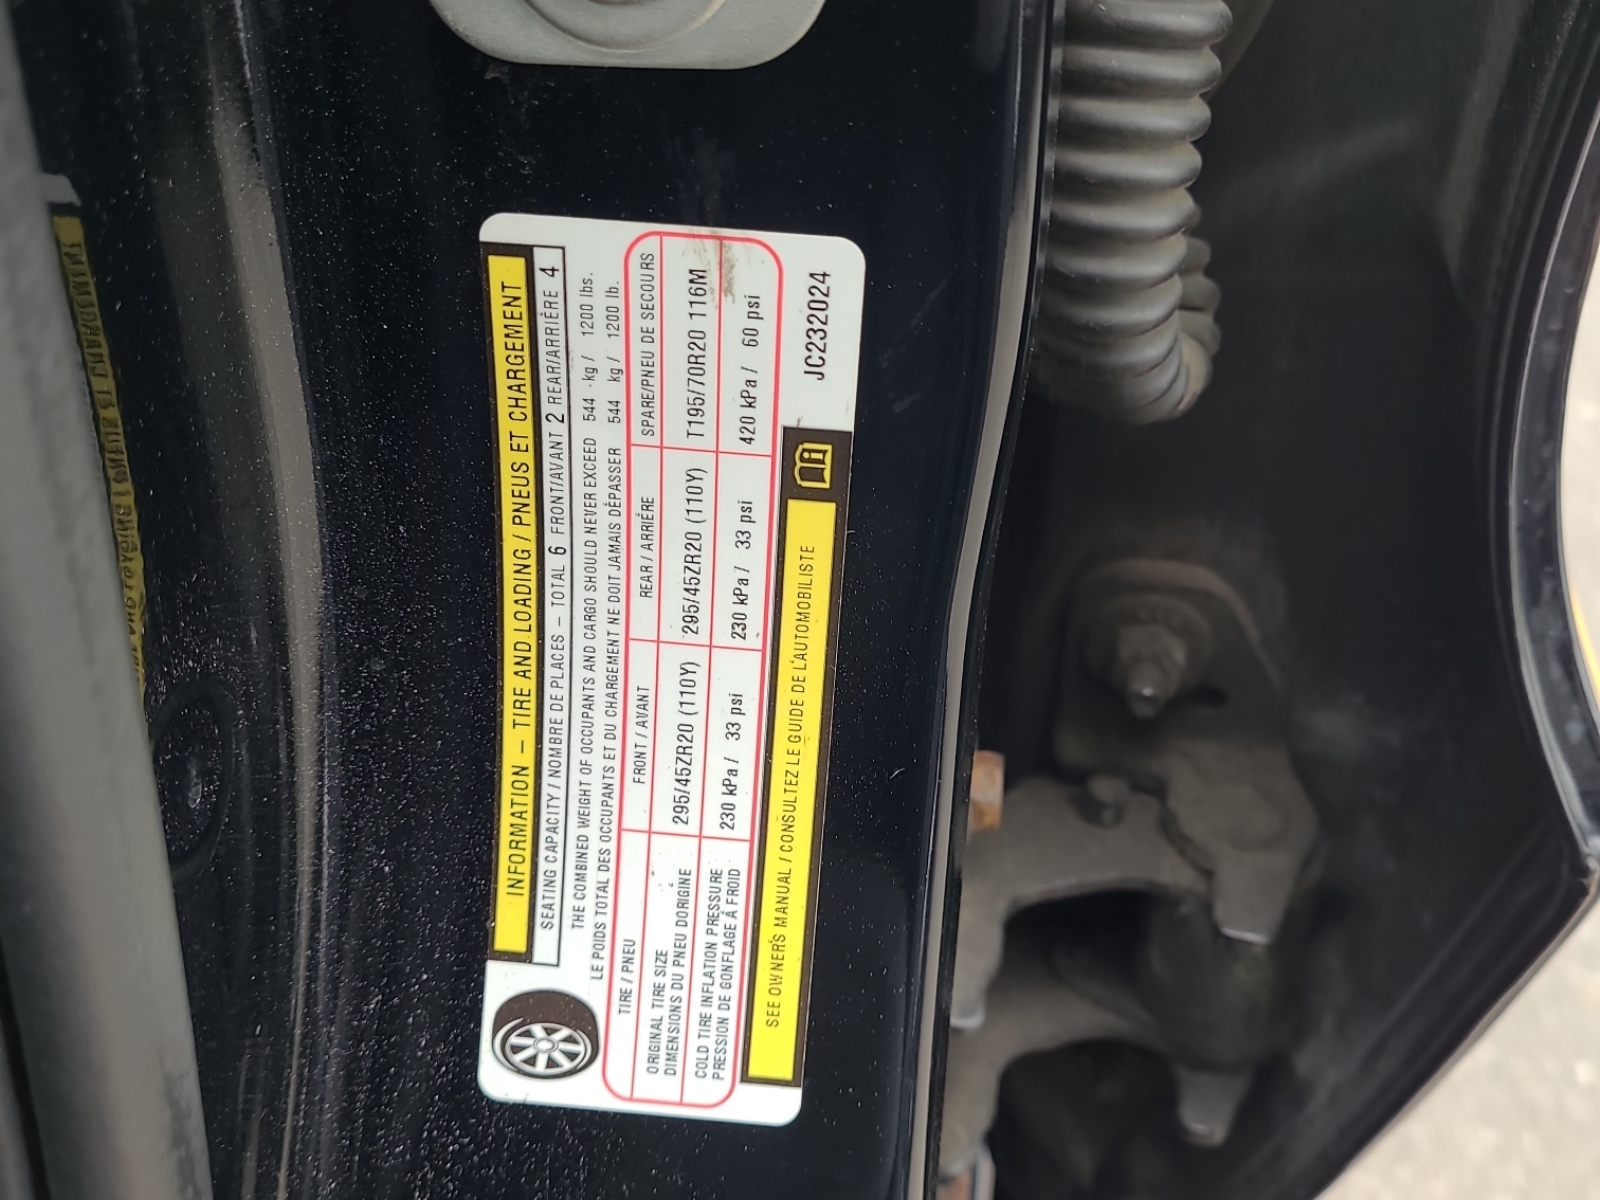 INFORMATION – TIRE AND LOADING / PNEUS ET CHARGEMENT
SEATING CAPACITY / NOMBRE DE PLACES – TOTAL 6 FRONT/AVANT 2 REAR/ARRIÈRE 4
THE COMBINED WEIGHT OF OCCUPANTS AND CARGO SHOULD NEVER EXCEED 544 kg / 1200 lbs.
LE POIDS TOTAL DES OCCUPANTS ET DU CHARGEMENT NE DOIT JAMAIS DÉPASSER 544 kg / 1200 lb.
TIRE / PNEU FRONT / AVANT REAR / ARRIÉRE SPARE/PNEU DE SECOURS
ORIGINAL TIRE SIZE
DIMENSIONS DU PNEU DORIGINE 295/45ZR20 (110Y) 295/45ZR20 (110Y) T195/70R20 116M
COLD TIRE INFLATION PRESSURE
PRESSION DE GONFLAGE À FROID 230 kPa / 33 psi 230 kPa / 33 psi 420 kPa / 60 psi
SEE OWNER'S MANUAL / CONSULTEZ LE GUIDE DE L'AUTOMOBILISTE
JC232024